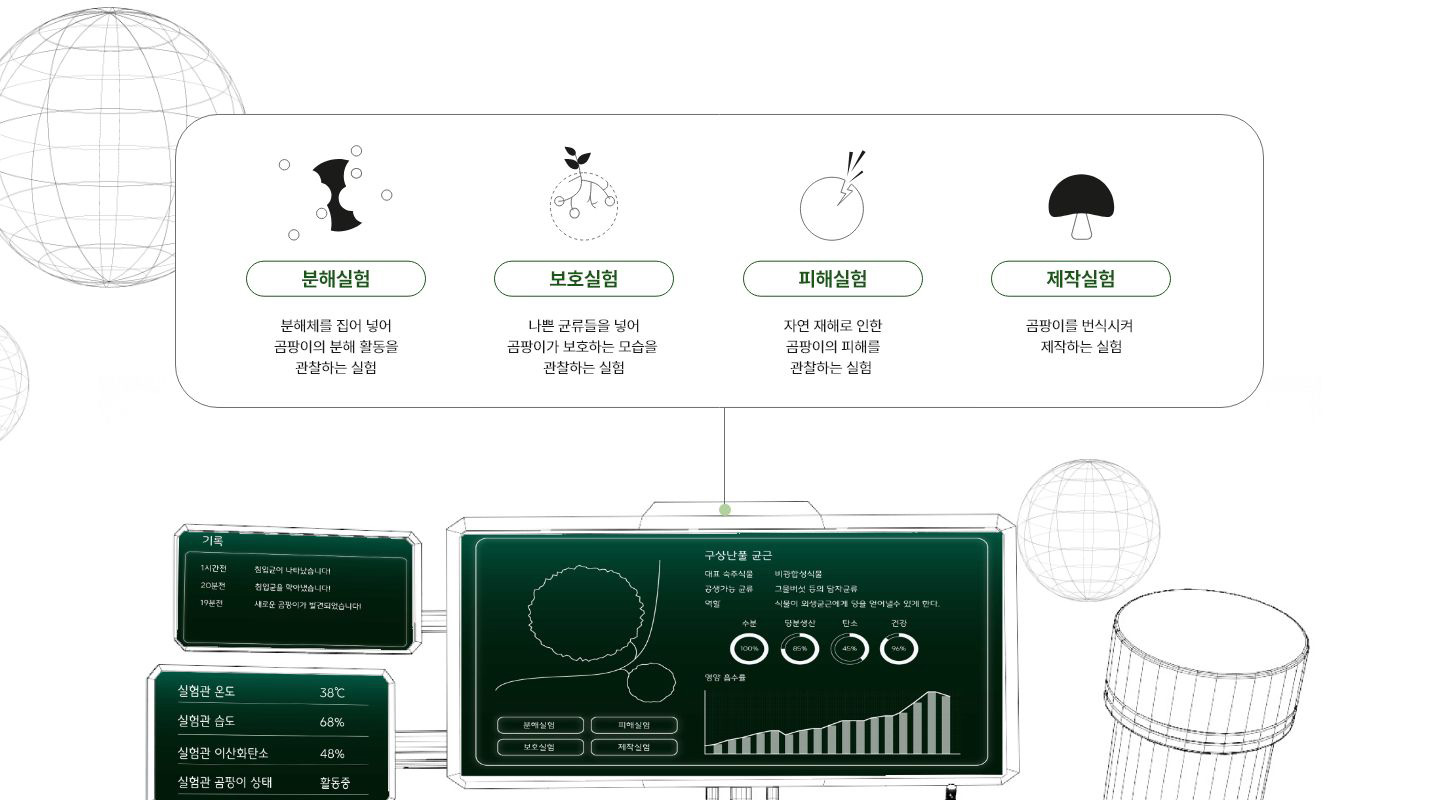 분해실험
분해체를 집어 넣어
곰팡이의 분해 활동을
관찰하는 실험
보호실험
나쁜 균류들을 넣어
곰팡이가 보호하는 모습을
관찰하는 실험
피해실험
자연 재해로 인한
곰팡이의 피해를
관찰하는 실험
제작실험
곰팡이를 번식시켜
제작하는 실험
기록
1시간전 침입균이 나타났습니다!
20분전 침입균을 막아냈습니다!
19분전 새로운 곰팡이가 발견되었습니다!
실험관 온도 38℃
실험관 습도 68%
실험관 이산화탄소 48%
실험관 곰팡이 상태 활동중
구상난풀 균근
대표 숙주식물 비광합성식물
공생가능 균류 그물버섯 등의 담자균류
역할 식물이 외생균근에게 당을 얻어낼수 있게 한다.
수분 당분생산 탄소 건강
100% 85% 45% 96%
영양 흡수률
분해실험 피해실험
보호실험 제작실험